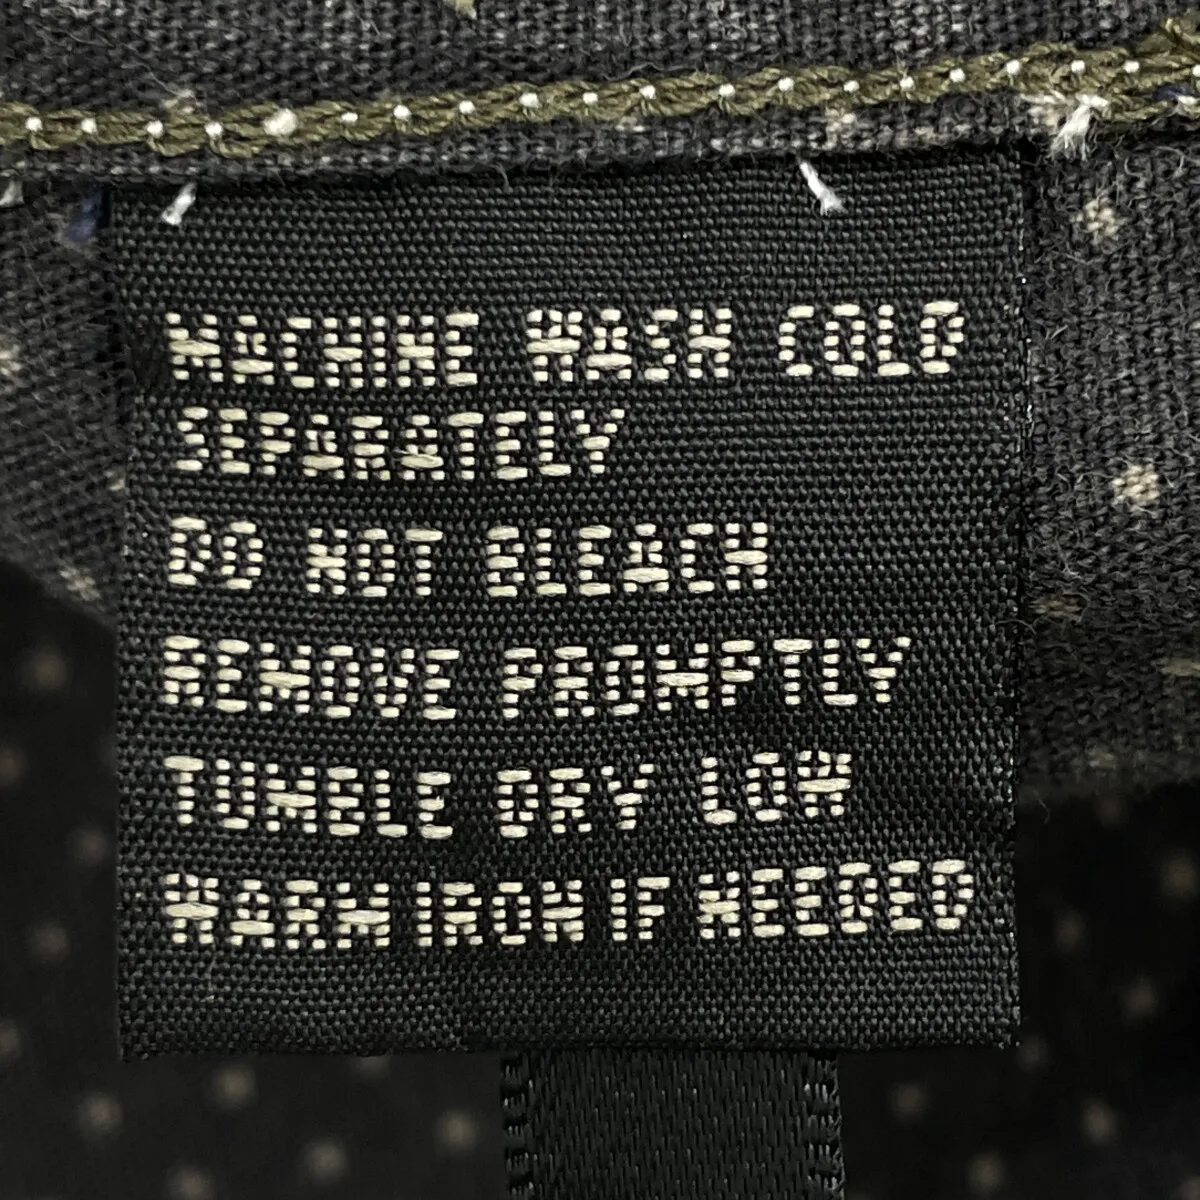 MACHINE WASH COLD
SEPARATELY
DO NOT BLEACH
REMOVE PROMPTLY
TUMBLE DRY LOW
WARM IRON IF NEEDED